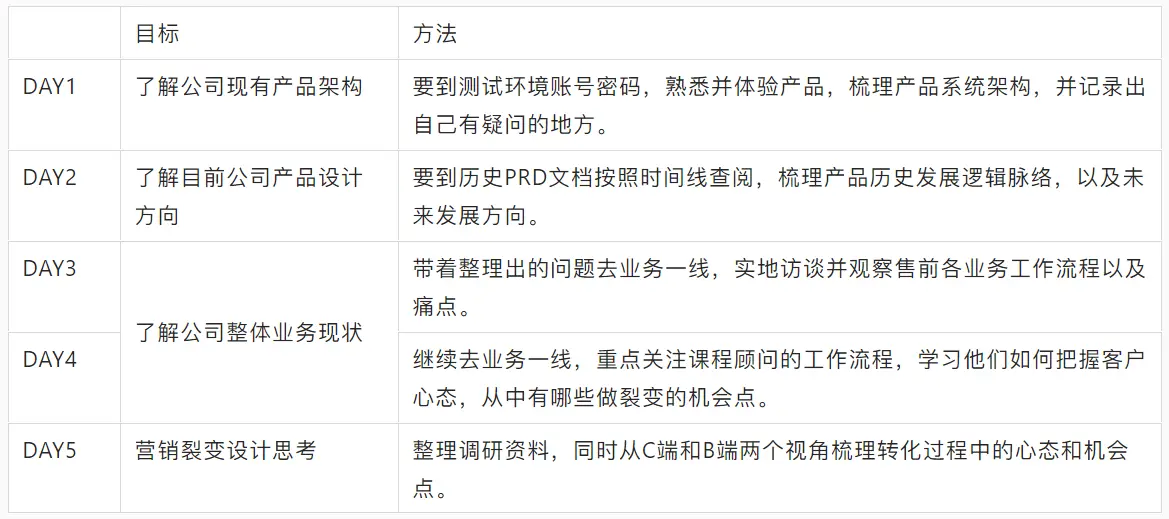 目标 方法
DAY1 了解公司现有产品架构 要到测试环境账号密码，熟悉并体验产品，梳理产品系统架构，并记录出
自己有疑问的地方。
DAY2 了解目前公司产品设计 要到历史PRD文档按照时间线查阅，梳理产品历史发展逻辑脉络，以及未
方向 来发展方向。
DAY3 带着整理出的问题去业务一线，实地访谈并观察售前各业务工作流程以及
痛点。
了解公司整体业务现状
DAY4 继续去业务一线，重点关注课程顾问的工作流程，学习他们如何把握客户
心态，从中有哪些做裂变的机会点。
DAY5 营销裂变设计思考 整理调研资料，同时从C端和B端两个视角梳理转化过程中的心态和机会
点。